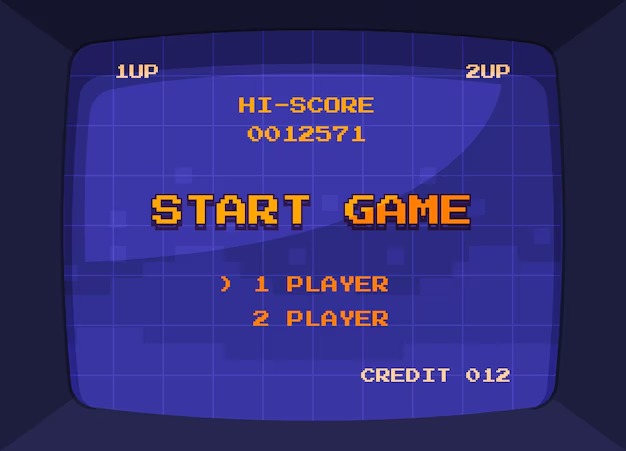 1UP 2UP
HI-SCORE
0012571
START GAME
) 1 PLAYER
2 PLAYER
CREDIT 012